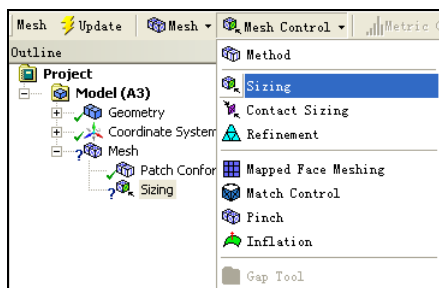 Mesh Update Mesh Mesh Control Metric
Outline
Method
Project
Model (A3)
Sizing
Geometry
Contact Sizing
Coordinate System
Refinement
Mesh
Patch Confor
Mapped Face Meshing
Sizing
Match Control
Pinch
Inflation
Gap Tool